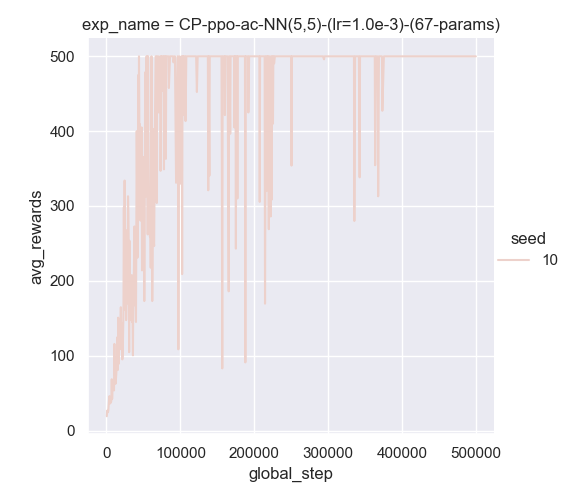 exp_name = CP-ppo-ac-NN(5,5)-(lr=1.0e-3)-(67-params)
500
400
300
200
100
0
avg_rewards
0 100000 200000 300000 400000 500000
global_step
seed
10